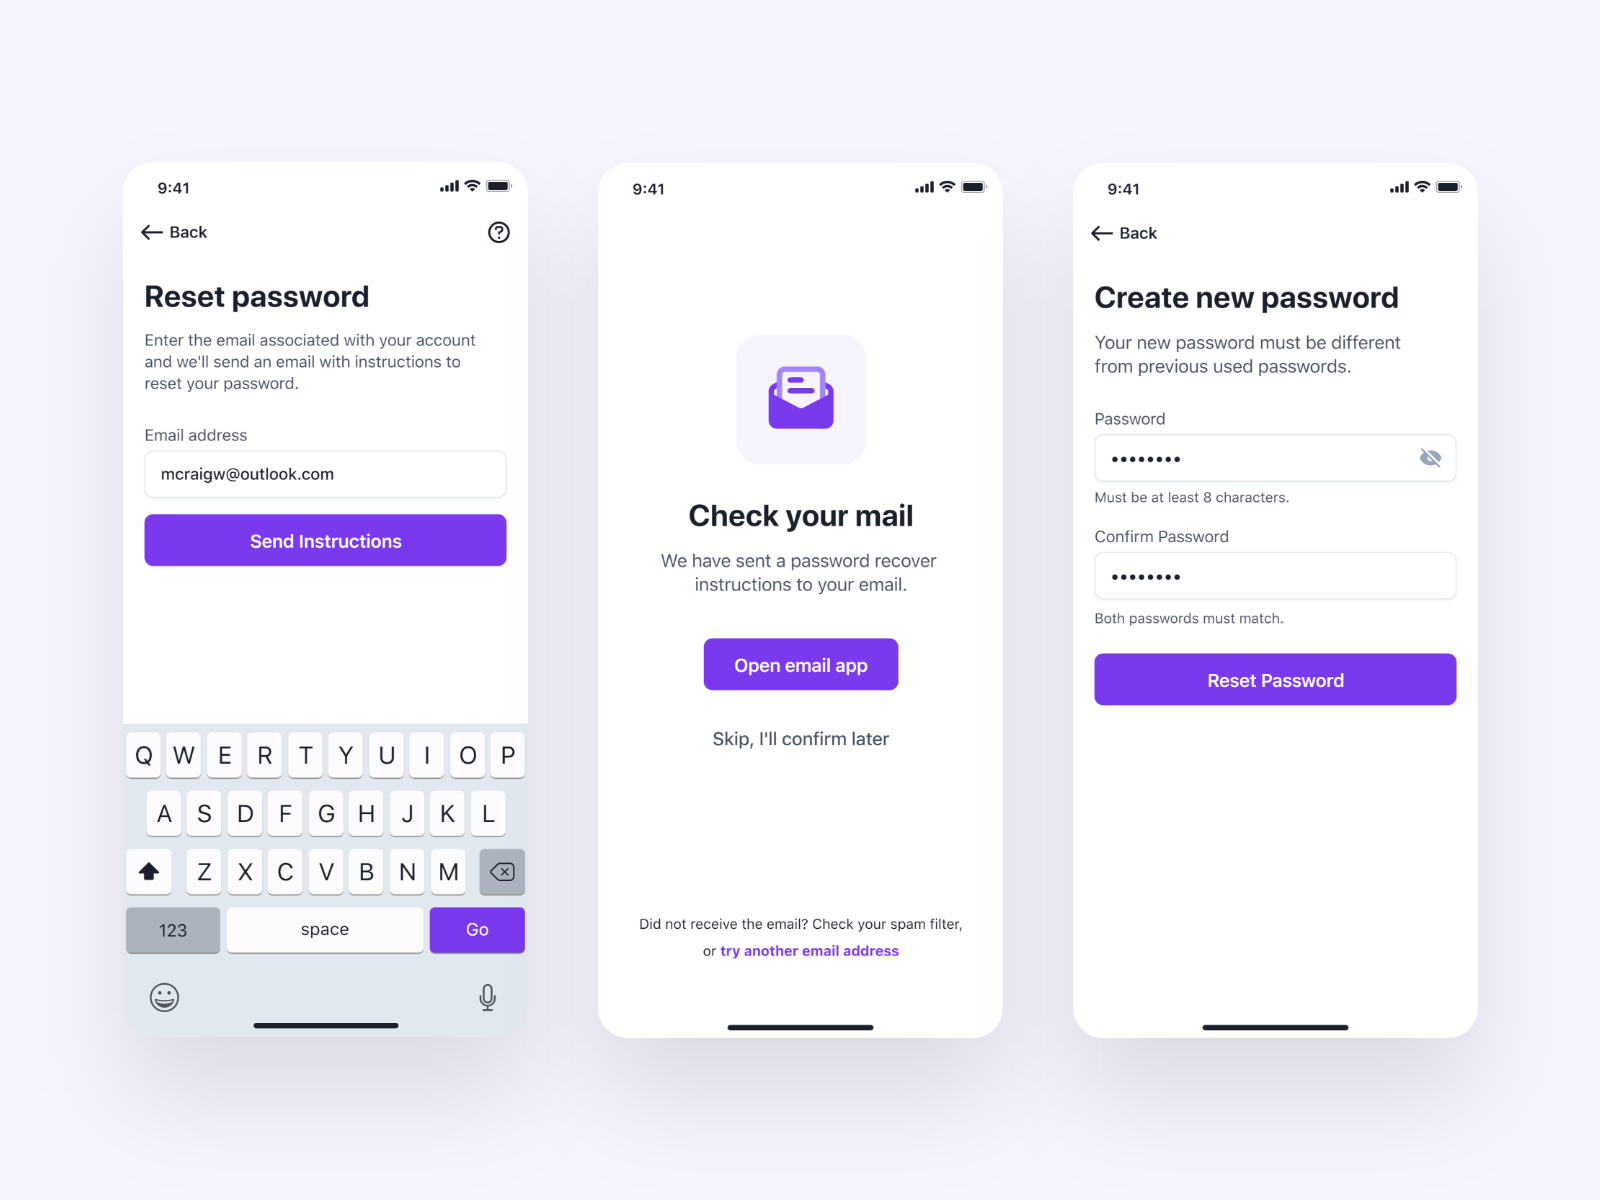 9:41
Back
Reset password
Enter the email associated with your account
and we'll send an email with instructions to
reset your password.
Email address
mcraigw@outlook.com
Send Instructions
Q W E R T Y U I O P
A S D F G H J K L
Z X C V B N M
123 space Go
9:41
Check your mail
We have sent a password recover
instructions to your email.
Open email app
Skip, I'll confirm later
Did not receive the email? Check your spam filter,
or try another email address
9:41
Back
Create new password
Your new password must be different
from previous used passwords.
Password
••••••••
Must be at least 8 characters.
Confirm Password
••••••••
Both passwords must match.
Reset Password